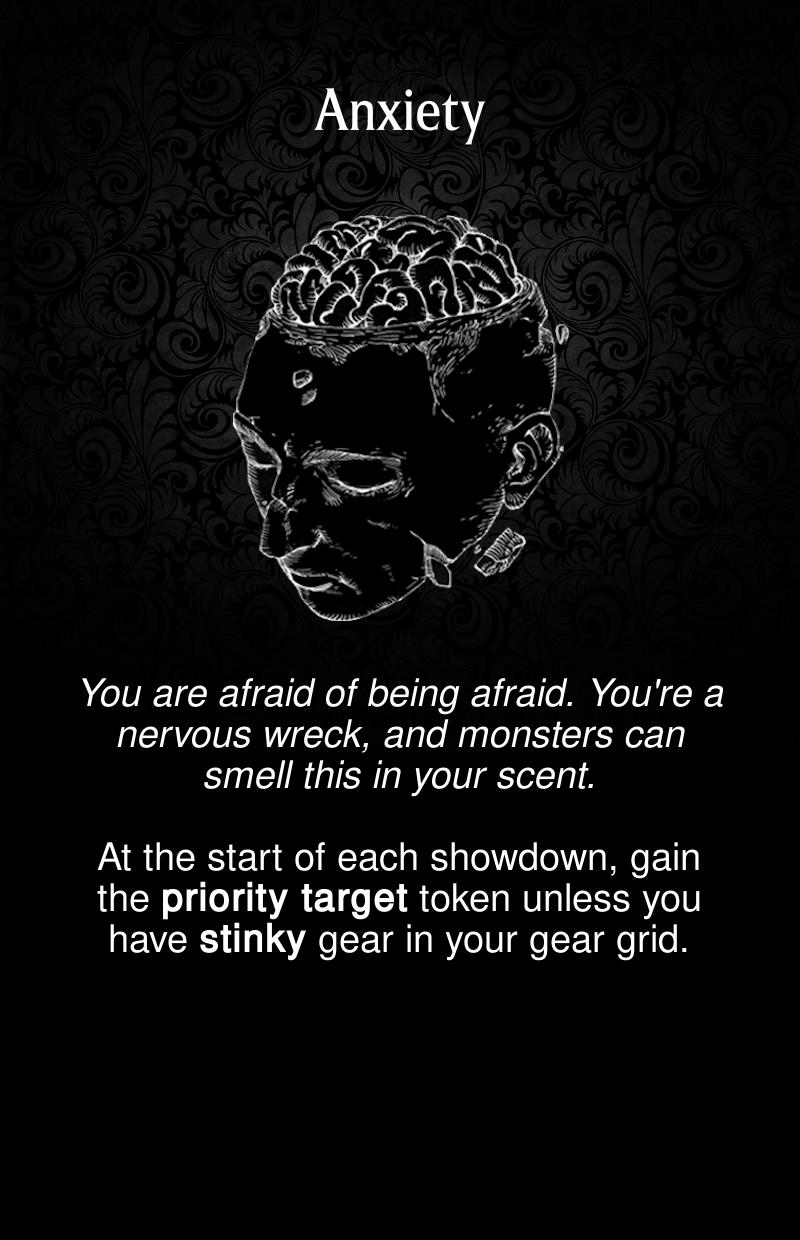 Anxiety
You are afraid of being afraid. You're a
nervous wreck, and monsters can
smell this in your scent.
At the start of each showdown, gain
the priority target token unless you
have stinky gear in your gear grid.